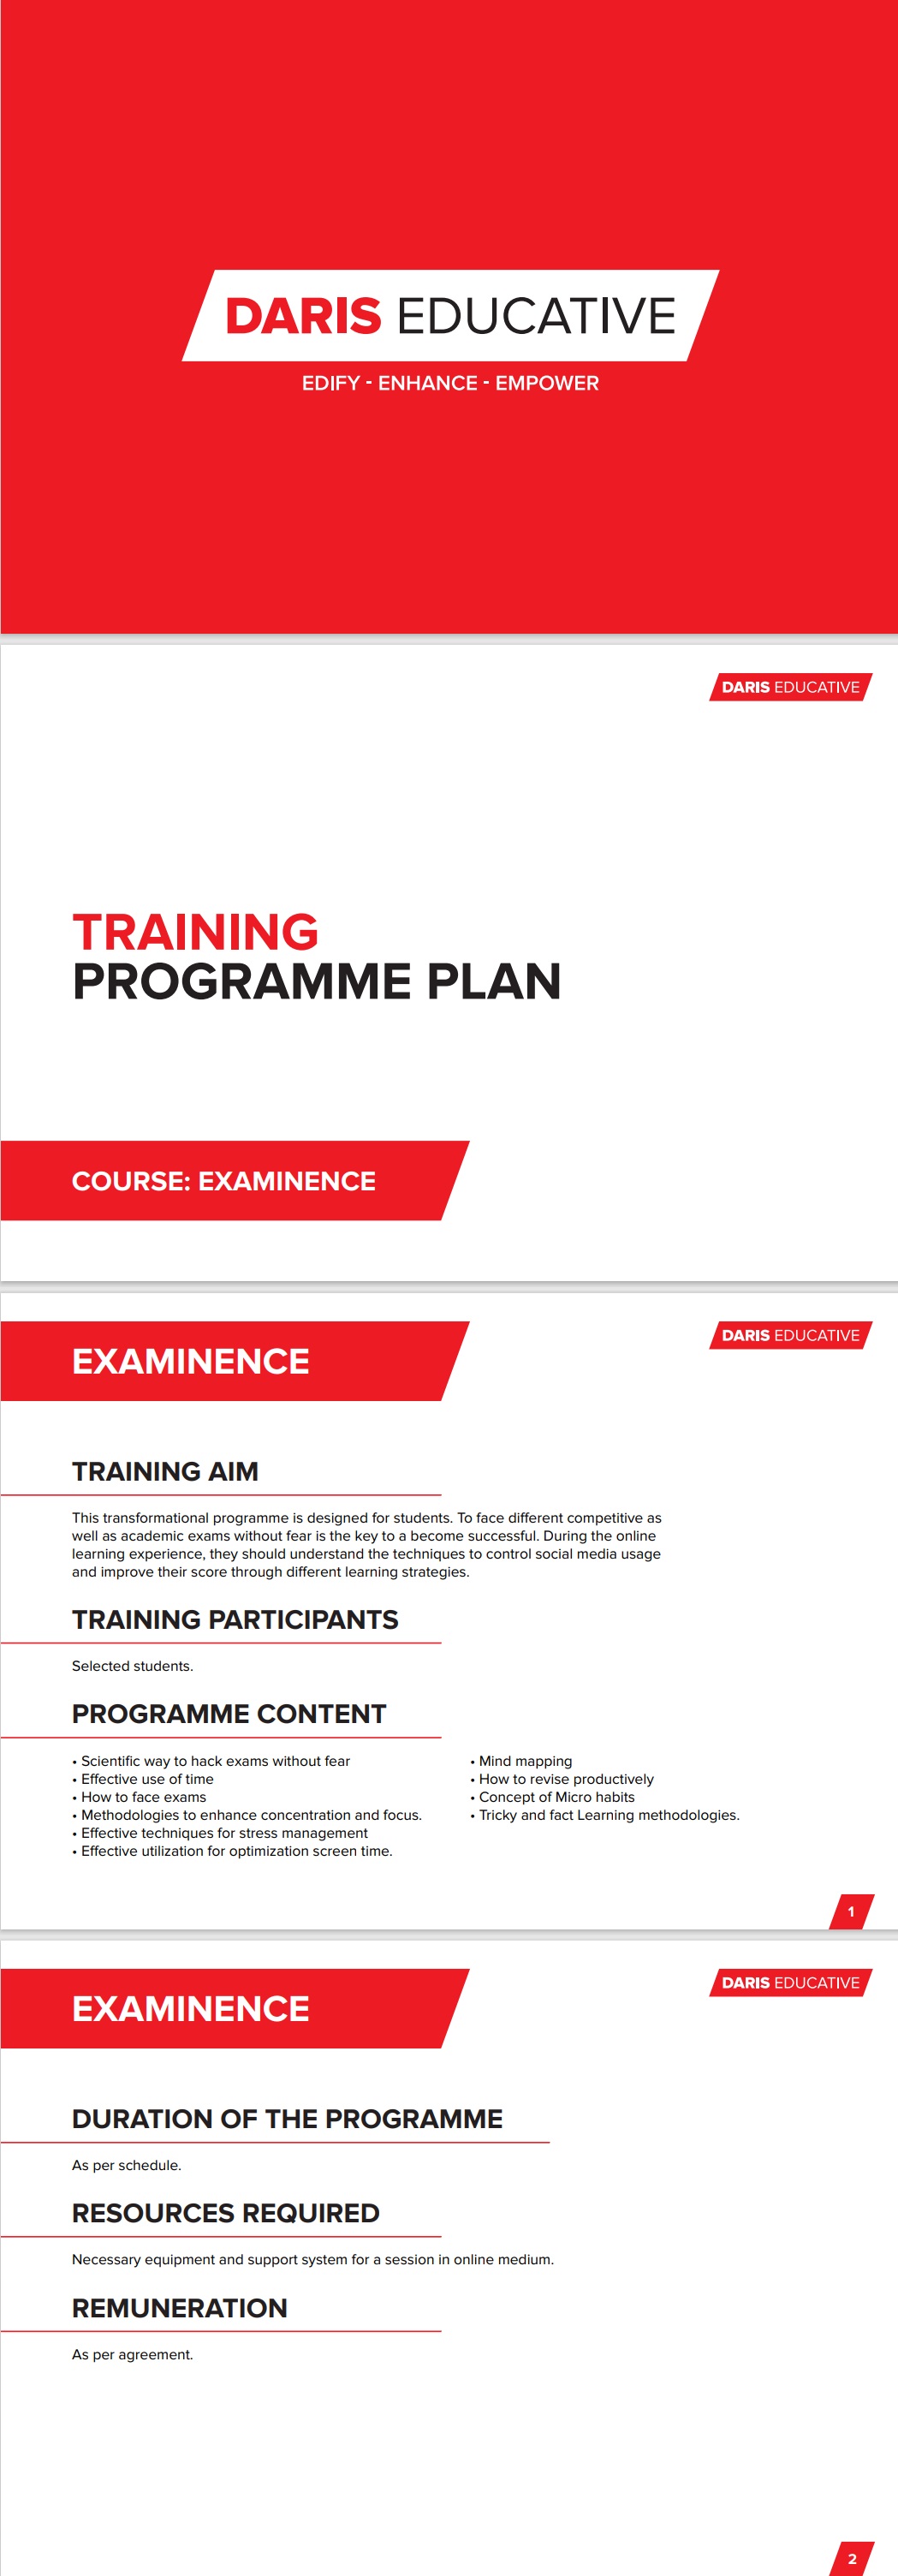 DARIS EDUCATIVE
EDIFY - ENHANCE - EMPOWER
DARIS EDUCATIVE
TRAINING
PROGRAMME PLAN
COURSE: EXAMINENCE
EXAMINENCE
DARIS EDUCATIVE
TRAINING AIM
This transformational programme is designed for students. To face different competitive as
well as academic exams without fear is the key to a become successful. During the online
learning experience, they should understand the techniques to control social media usage
and improve their score through different learning strategies.
TRAINING PARTICIPANTS
Selected students.
PROGRAMME CONTENT
• Scientific way to hack exams without fear
• Effective use of time
• How to face exams
• Methodologies to enhance concentration and focus.
• Effective techniques for stress management
• Effective utilization for optimization screen time.
• Mind mapping
• How to revise productively
• Concept of Micro habits
• Tricky and fact Learning methodologies.
1
EXAMINENCE
DARIS EDUCATIVE
DURATION OF THE PROGRAMME
As per schedule.
RESOURCES REQUIRED
Necessary equipment and support system for a session in online medium.
REMUNERATION
As per agreement.
2